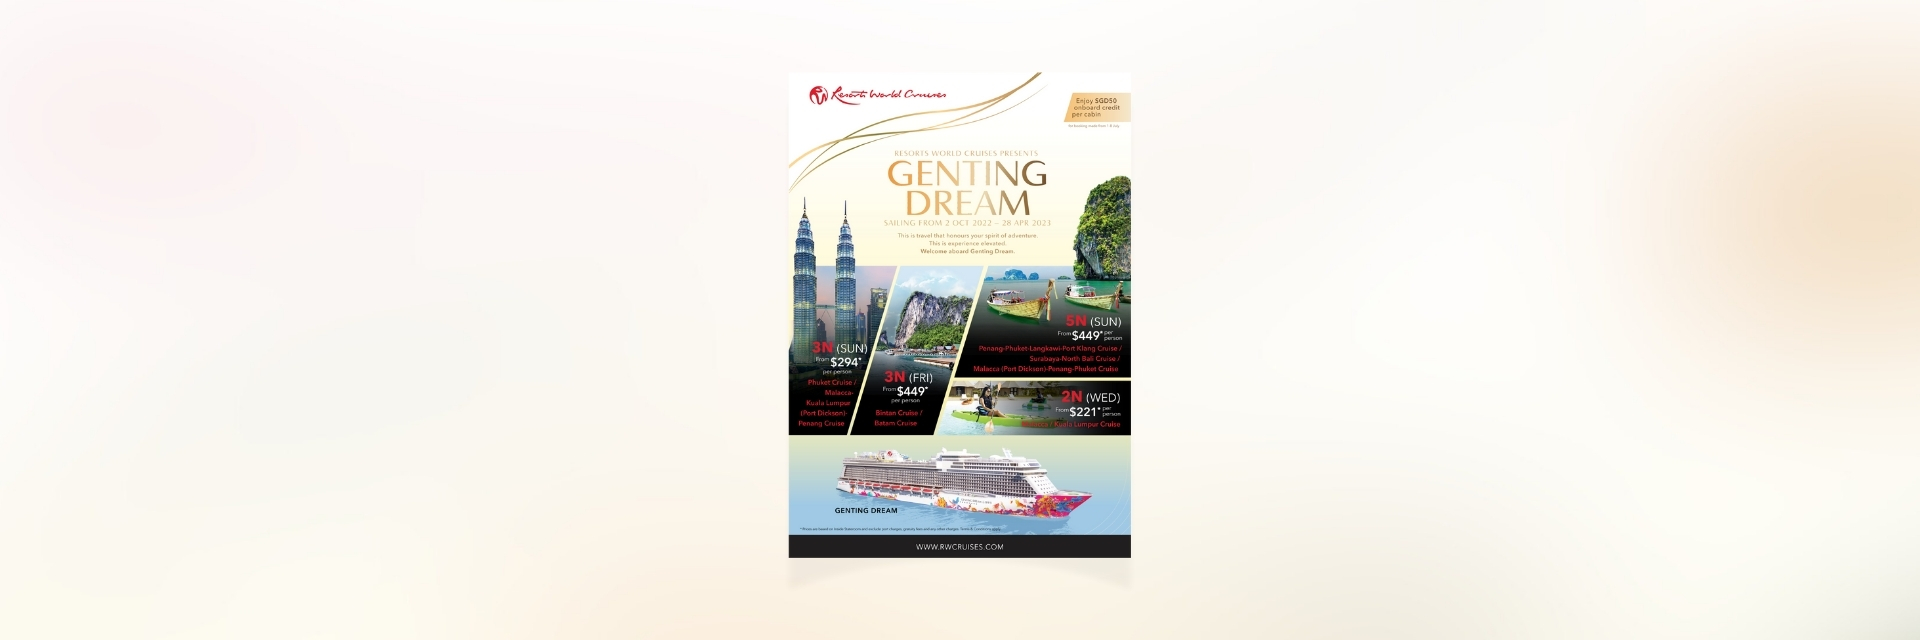 Resorts World Cruises
Enjoy SGD50
onboard credit
per cabin
RESORTS WORLD CRUISES PRESENTS
GENTING
DREAM
SAILING FROM 2 OCT 2022 – 28 APR 2023
This is travel that honours your spirit of adventure.
This is experience elevated.
Welcome aboard Genting Dream.
3N (SUN)
From $294*
per person
Phuket Cruise /
Malacca-
Kuala Lumpur
(Port Dickson)-
Penang Cruise
3N (FRI)
From $449*
per person
Bintan Cruise /
Batam Cruise
5N (SUN)
From $449* per person
Penang-Phuket-Langkawi-Port Klang Cruise /
Surabaya-North Bali Cruise /
Malacca (Port Dickson)-Penang-Phuket Cruise
2N (WED)
From $221* per person
Malacca / Kuala Lumpur Cruise
GENTING DREAM
WWW.RWCRUISES.COM